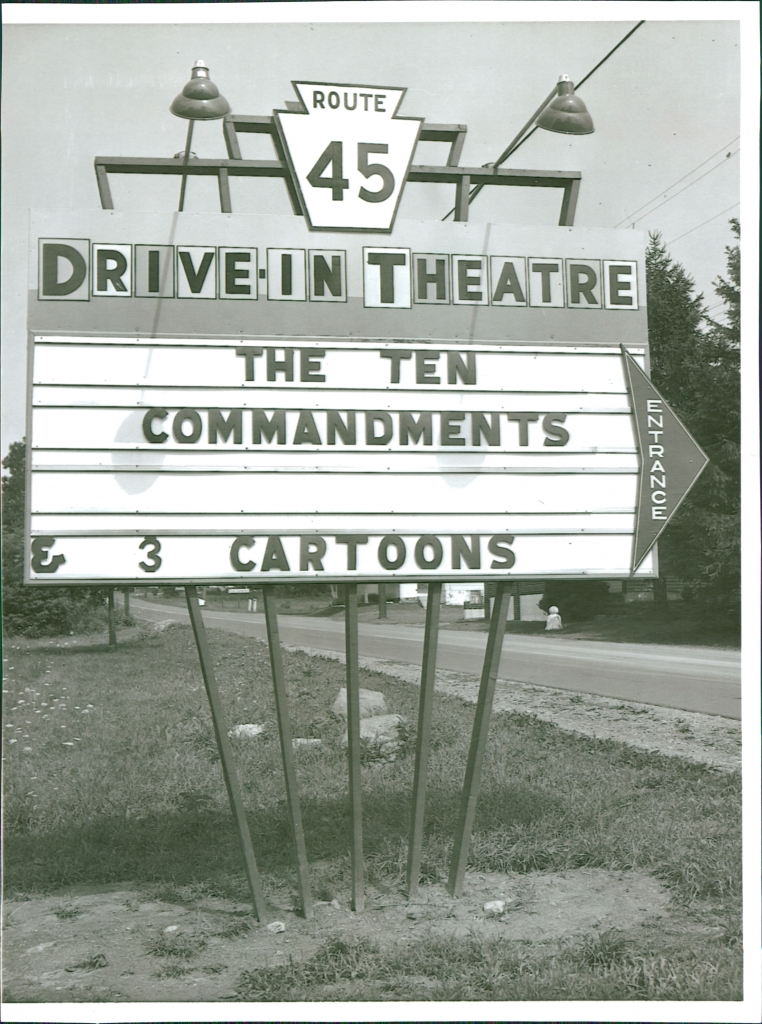 ROUTE
45
DRIVE-IN THEATRE
THE TEN
COMMANDMENTS
ENTRANCE
& 3 CARTOONS